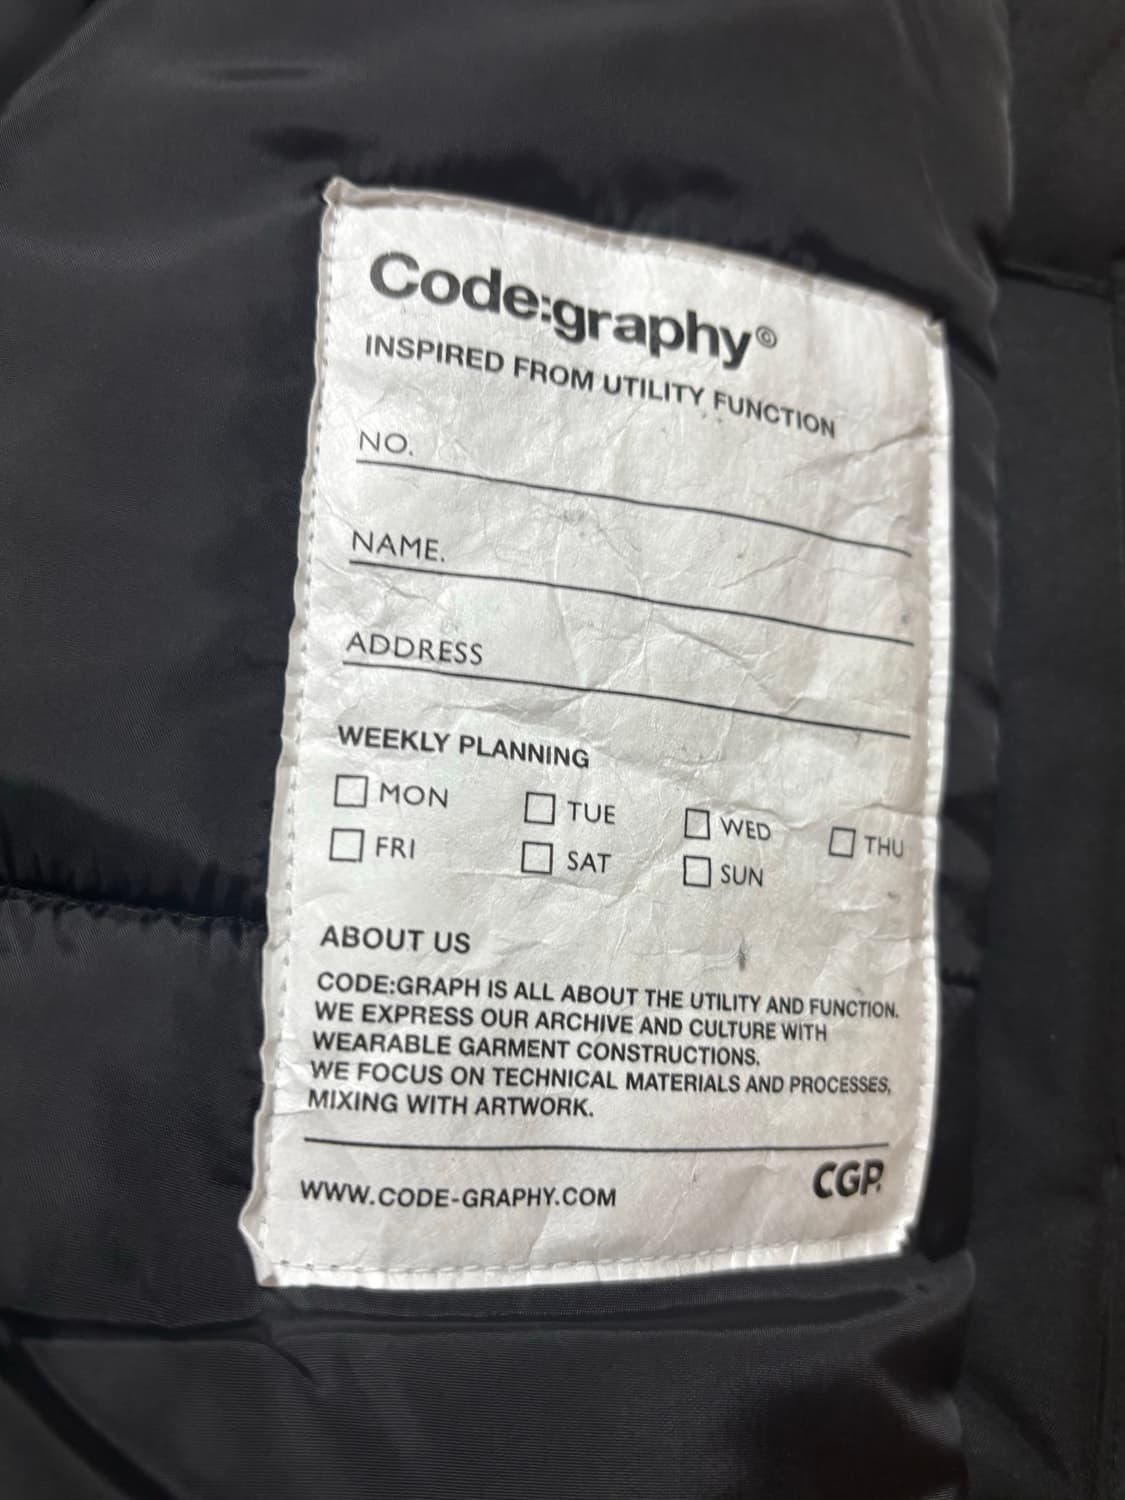 Code:graphy©
INSPIRED FROM UTILITY FUNCTION
NO.
NAME.
ADDRESS
WEEKLY PLANNING
MON TUE WED THU
FRI SAT SUN
ABOUT US
CODE:GRAPH IS ALL ABOUT THE UTILITY AND FUNCTION.
WE EXPRESS OUR ARCHIVE AND CULTURE WITH
WEARABLE GARMENT CONSTRUCTIONS.
WE FOCUS ON TECHNICAL MATERIALS AND PROCESSES,
MIXING WITH ARTWORK.
WWW.CODE-GRAPHY.COM CGP.